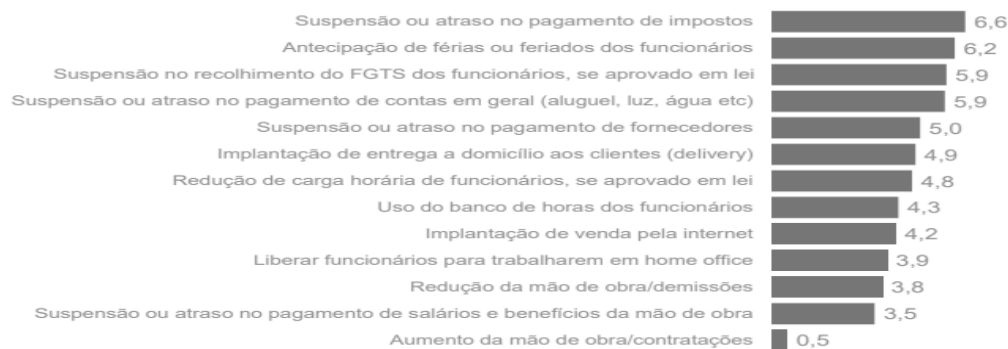 Suspensão ou atraso no pagamento de impostos 6,6
Antecipação de férias ou feriados dos funcionários 6,2
Suspensão no recolhimento do FGTS dos funcionários, se aprovado em lei 5,9
Suspensão ou atraso no pagamento de contas em geral (aluguel, luz, água etc) 5,9
Suspensão ou atraso no pagamento de fornecedores 5,0
Implantação de entrega a domicílio aos clientes (delivery) 4,9
Redução de carga horária de funcionários, se aprovado em lei 4,8
Uso do banco de horas dos funcionários 4,3
Implantação de venda pela internet 4,2
Liberar funcionários para trabalharem em home office 3,9
Redução da mão de obra/demissões 3,8
Suspensão ou atraso no pagamento de salários e benefícios da mão de obra 3,5
Aumento da mão de obra/contratações 0,5